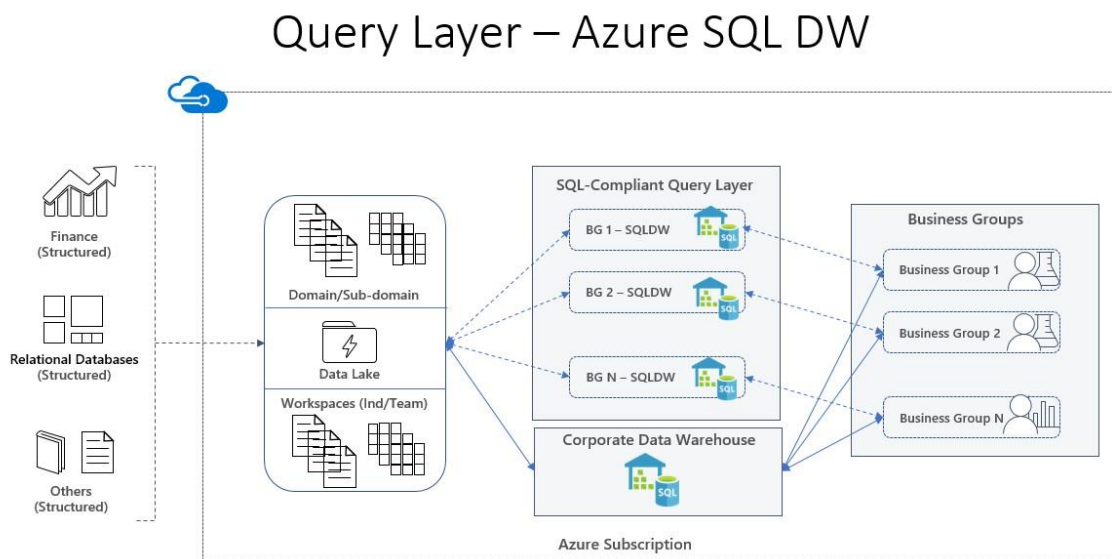 Query Layer – Azure SQL DW
Finance
(Structured)
Relational Databases
(Structured)
Others
(Structured)
Domain/Sub-domain
Data Lake
Workspaces (Ind/Team)
SQL-Compliant Query Layer
BG 1 – SQLDW
SQL
BG 2 – SQLDW
SQL
BG N – SQLDW
SQL
Corporate Data Warehouse
SQL
Business Groups
Business Group 1
Business Group 2
Business Group N
Azure Subscription